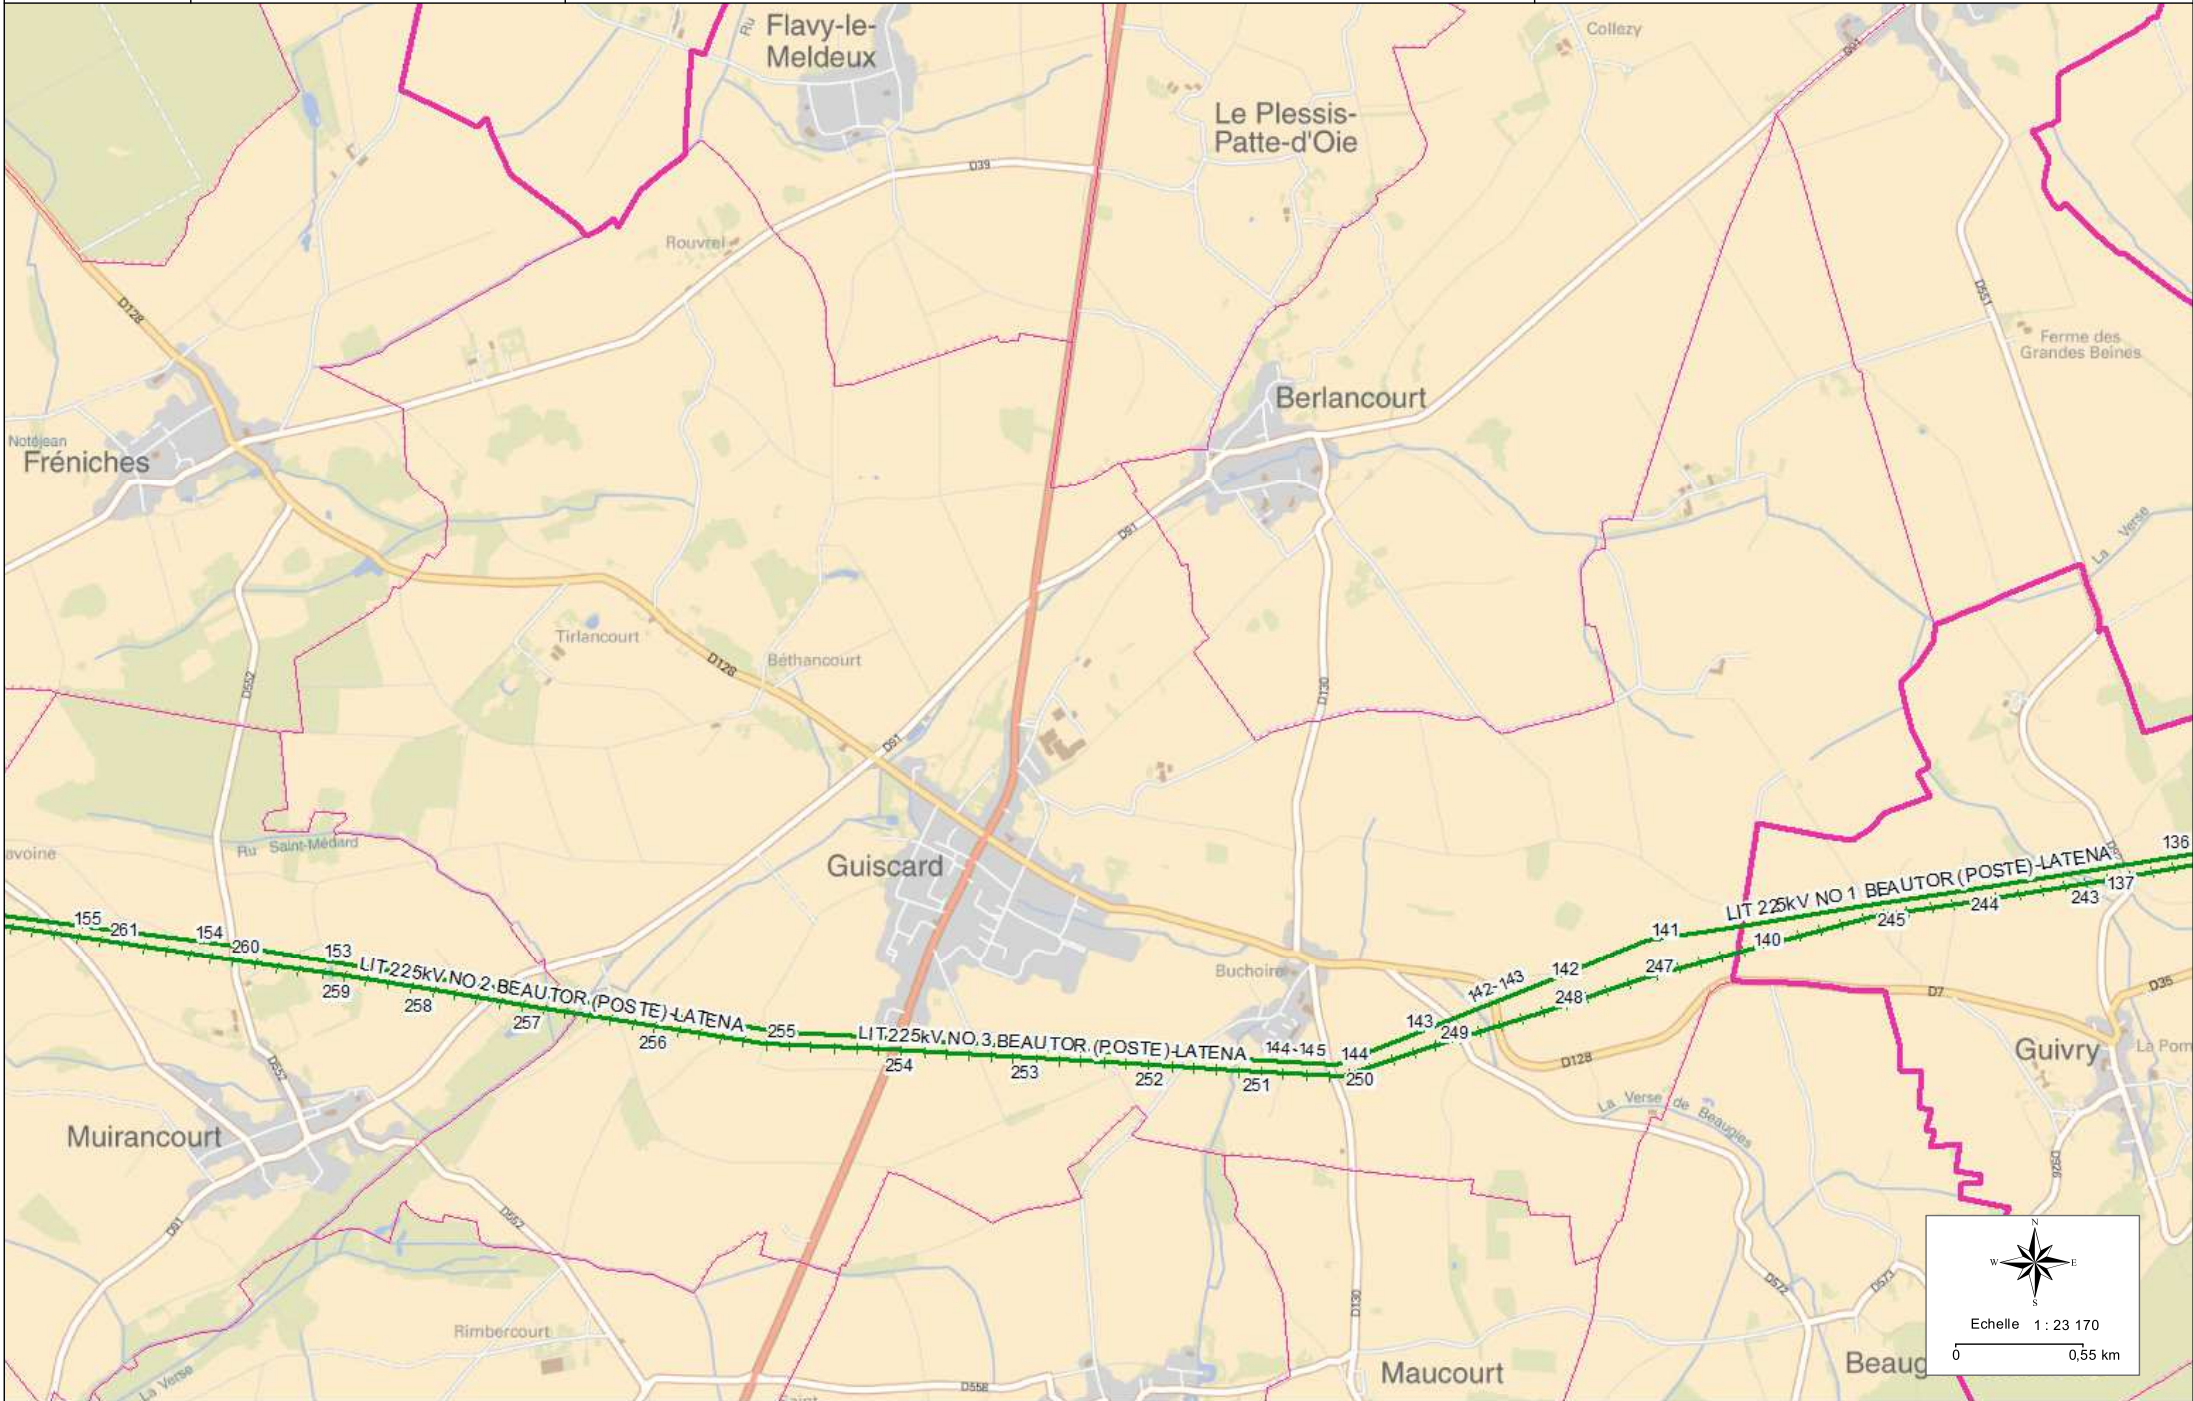 Ru
Flavy-le-
Meldeux
Collezy
D91
Le Plessis-
Patte-d'Oie
D39
Rouvrel
D128
D551
Ferme des
Grandes Beines
Berlancourt
Notéjean
Fréniches
D91
La Verse
Tirlancourt
Béthancourt
D128
D552
D130
D91
Ru Saint-Médard
avoine
Guiscard
136
LIT 225kV NO 1 BEAUTOR (POSTE)-LATENA
137
243
244
245
140
141
155
261
154
260
153
LIT 225kV NO 2 BEAUTOR (POSTE)-LATENA
259
258
257
256
255
LIT 225kV NO 3 BEAUTOR (POSTE)-LATENA
254
253
252
251
144-145
144
250
143
249
142-143
142
248
247
Buchoire
D7
D35
D128
Guivry
La Pom
D552
La Verse de Beaugies
Muirancourt
D926
D91
D552
D572
D573
D130
Rimbercourt
La Verse
D558
Saint
Maucourt
Beaug
N
W
E
S
Echelle 1 : 23 170
0
0,55 km